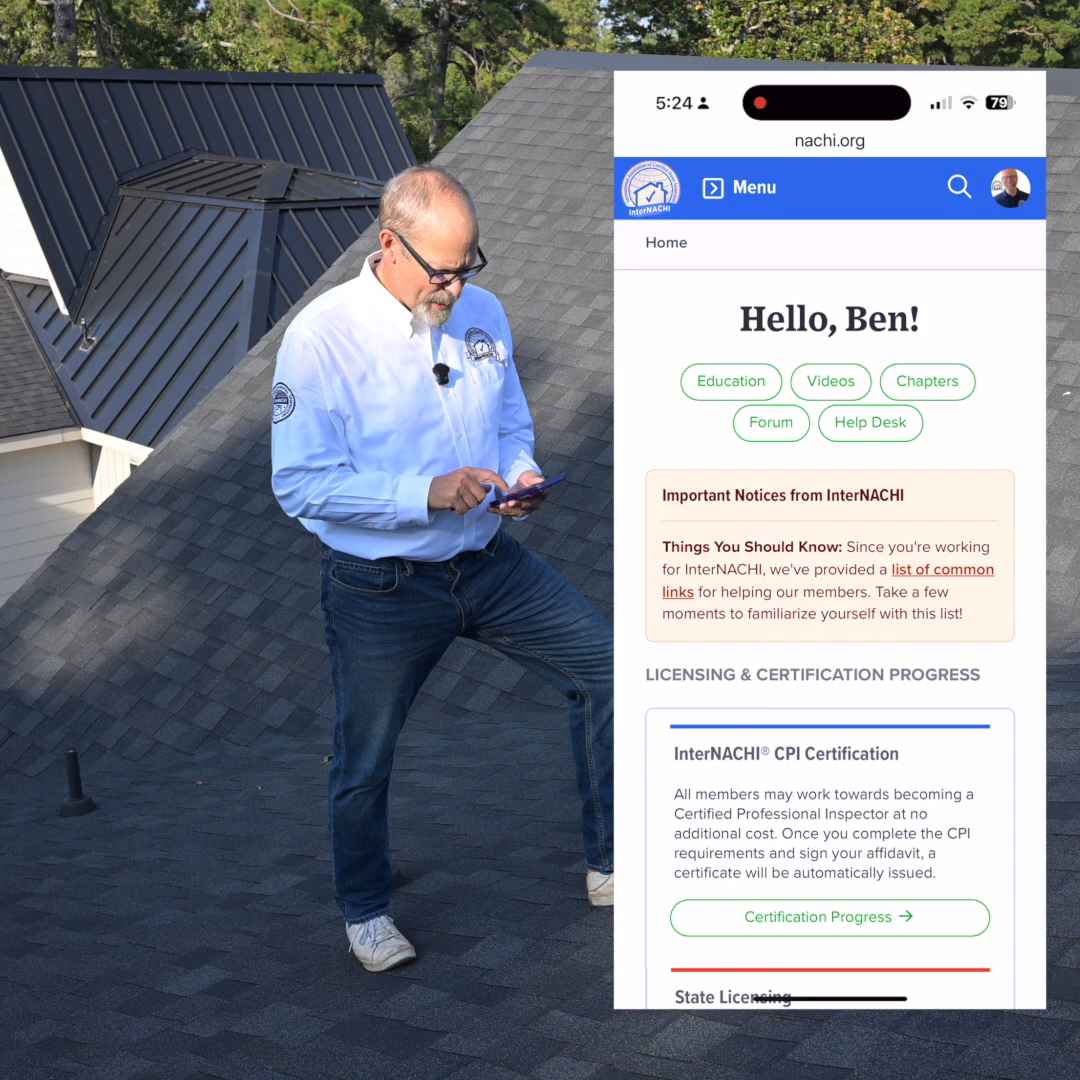 5:24
79
nachi.org
InterNACHI
Menu
Home
Hello, Ben!
Education
Videos
Chapters
Forum
Help Desk
Important Notices from InterNACHI
Things You Should Know: Since you're working
for InterNACHI, we've provided a list of common
links for helping our members. Take a few
moments to familiarize yourself with this list!
LICENSING & CERTIFICATION PROGRESS
InterNACHI® CPI Certification
All members may work towards becoming a
Certified Professional Inspector at no
additional cost. Once you complete the CPI
requirements and sign your affidavit, a
certificate will be automatically issued.
Certification Progress →
State Licensing